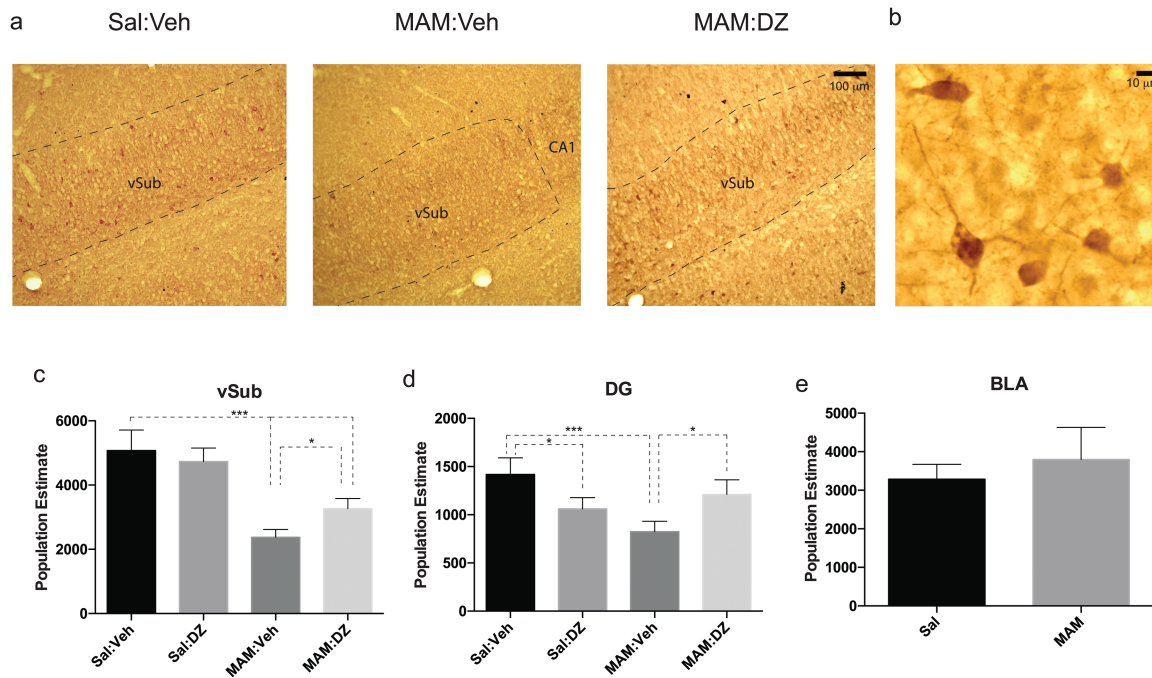 a
Sal:Veh
MAM:Veh
MAM:DZ
b
vSub
vSub
CA1
vSub
100 μm
10 μm
c
vSub
Population Estimate
6000
4000
2000
0
***
*
Sal:Veh
Sal:DZ
MAM:Veh
MAM:DZ
d
DG
Population Estimate
2000
1500
1000
500
0
***
*
*
Sal:Veh
Sal:DZ
MAM:Veh
MAM:DZ
e
BLA
Population Estimate
5000
4000
3000
2000
1000
0
Sal
MAM